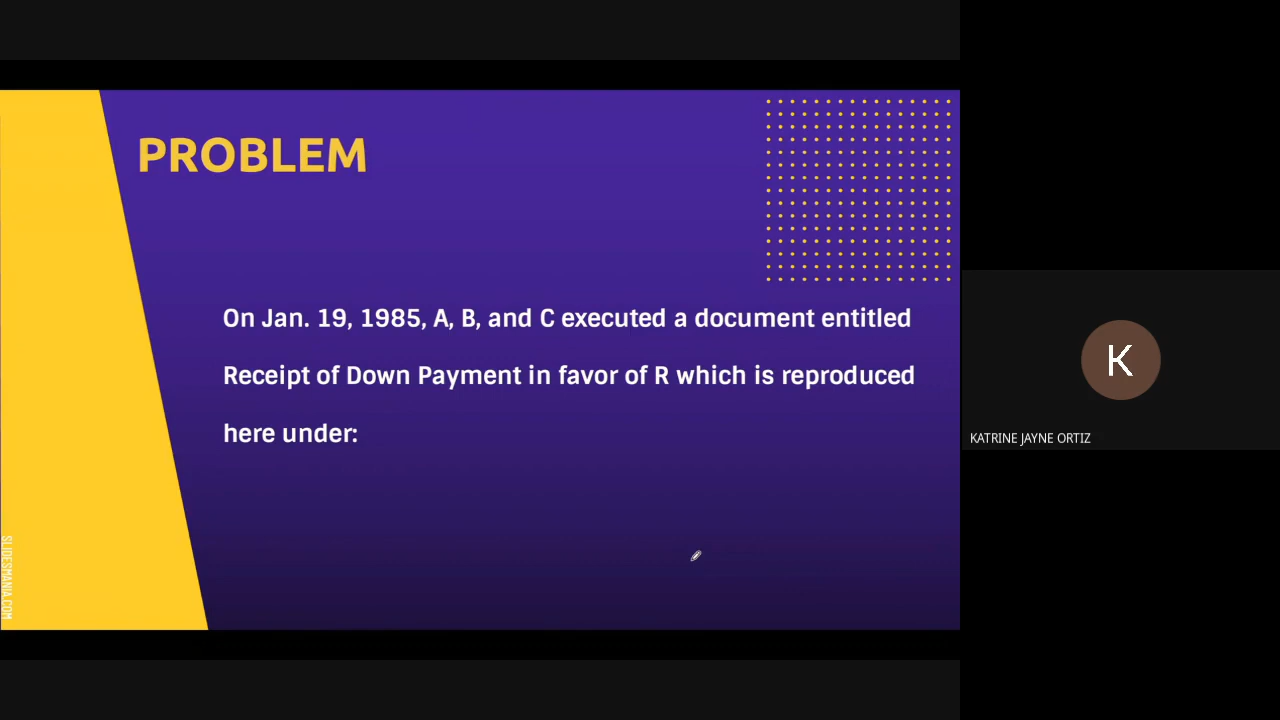 PROBLEM
On Jan. 19, 1985, A, B, and C executed a document entitled
Receipt of Down Payment in favor of R which is reproduced
here under:
SLIDESMANIA.COM
K
KATRINE JAYNE ORTIZ